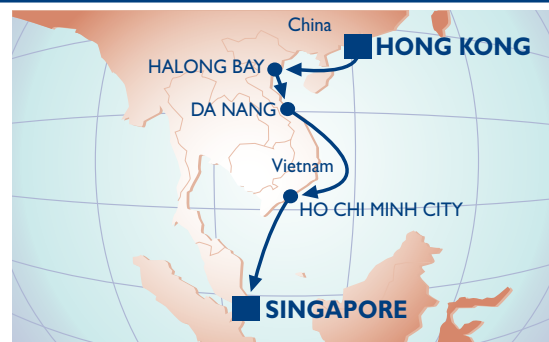 China
HONG KONG
HALONG BAY
DA NANG
Vietnam
HO CHI MINH CITY
SINGAPORE